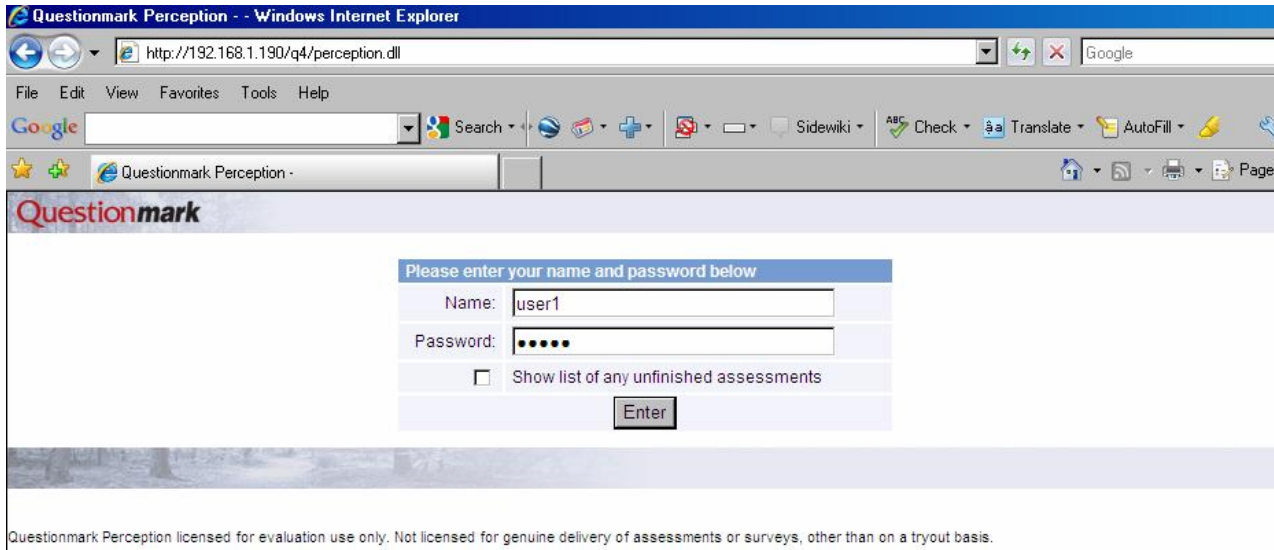 Questionmark Perception - - Windows Internet Explorer
http://192.168.1.190/q4/perception.dll
Google
File Edit View Favorites Tools Help
Google Search Sidewiki ABC Check âa Translate AutoFill
Questionmark Perception - Page
Questionmark
Please enter your name and password below
Name: user1
Password: •••••
Show list of any unfinished assessments
Enter
Questionmark Perception licensed for evaluation use only. Not licensed for genuine delivery of assessments or surveys, other than on a tryout basis.